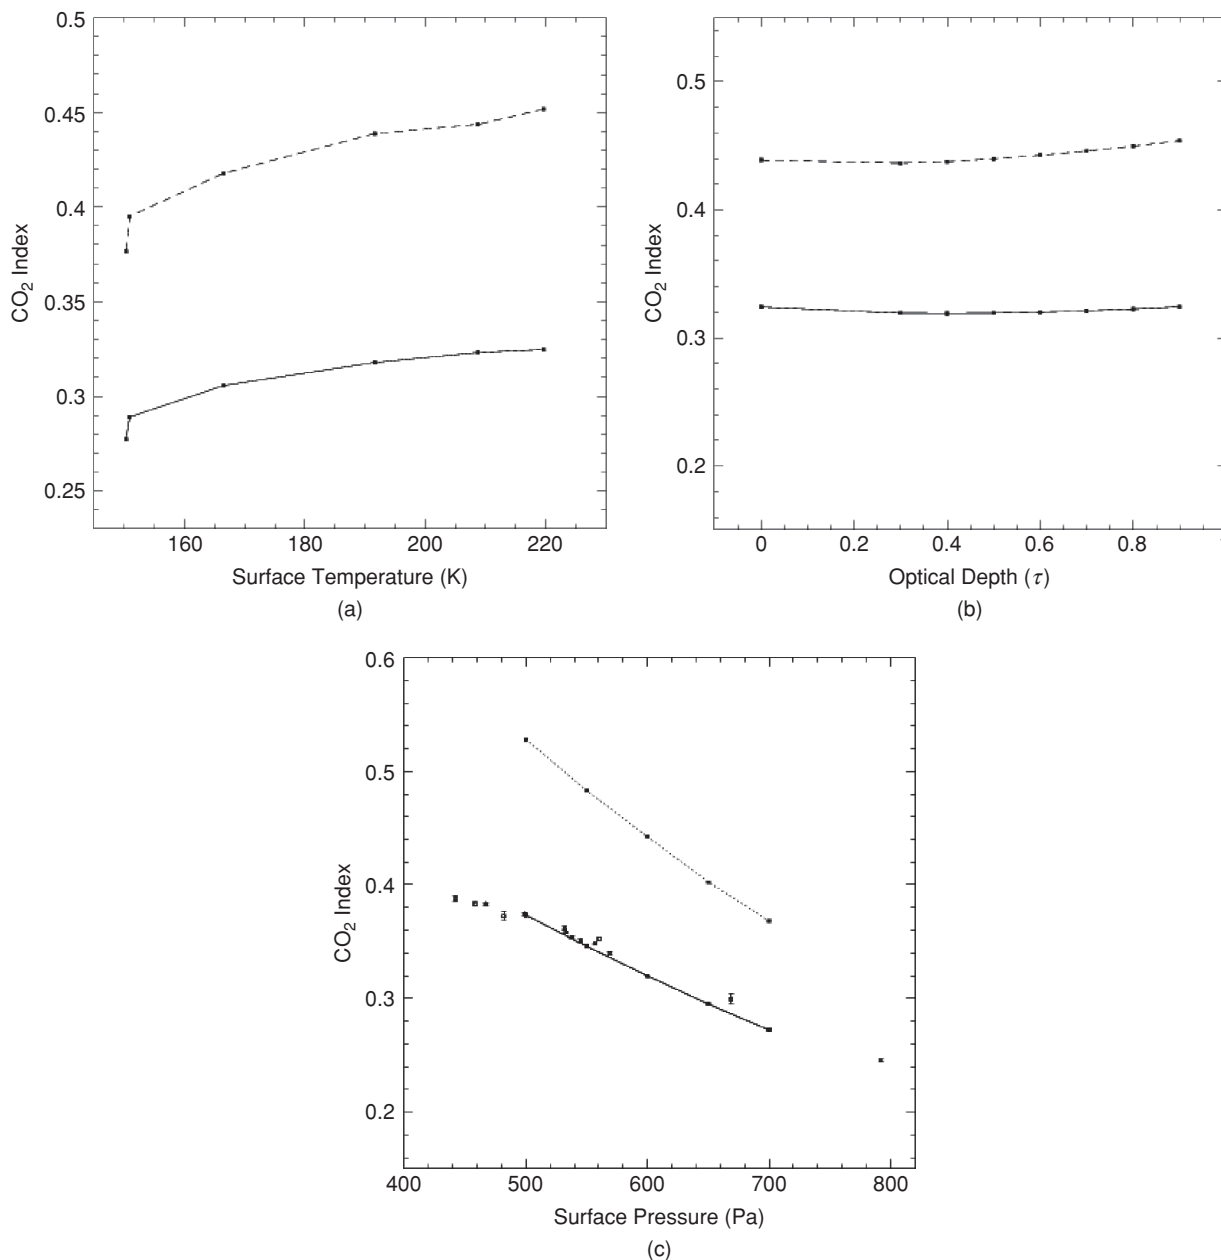 0.5
0.45
0.4
0.35
0.3
0.25
CO2 Index
160 180 200 220
Surface Temperature (K)
(a)
0.5
0.4
0.3
0.2
CO2 Index
0 0.2 0.4 0.6 0.8 1
Optical Depth (τ)
(b)
0.6
0.5
0.4
0.3
0.2
CO2 Index
400 500 600 700 800
Surface Pressure (Pa)
(c)